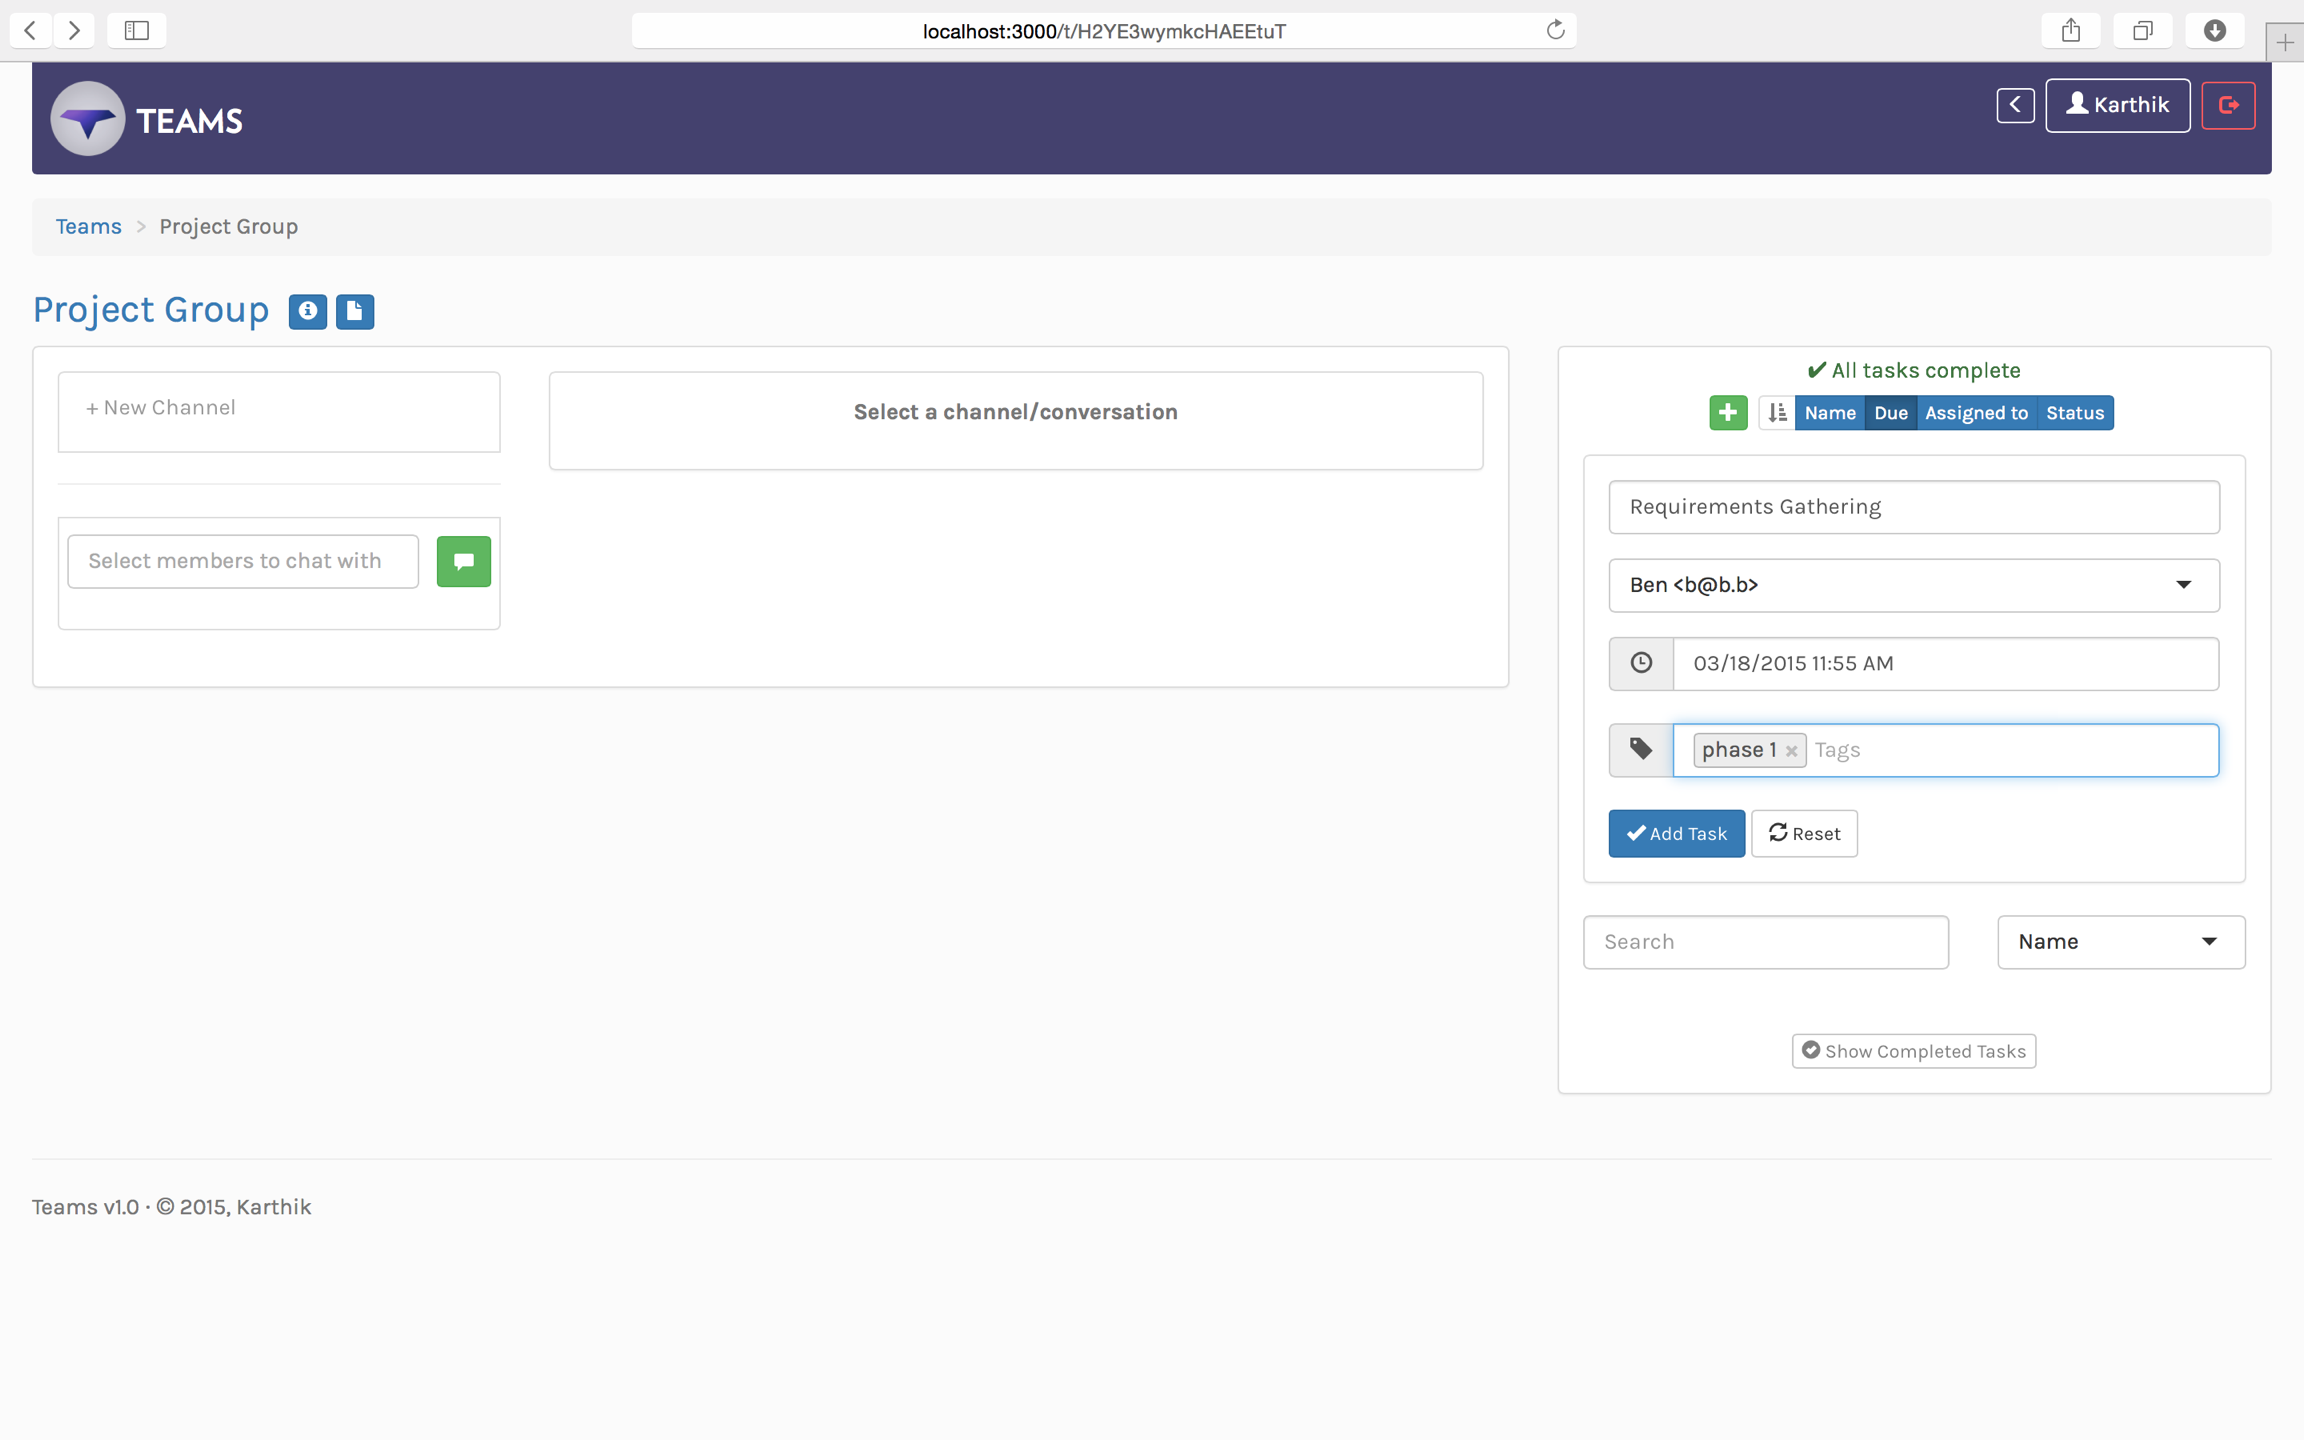 localhost:3000/t/H2YE3wymkcHAEEtuT
TEAMS
Karthik
Teams > Project Group
Project Group
+ New Channel
Select members to chat with
Select a channel/conversation
All tasks complete
Name Due Assigned to Status
Requirements Gathering
Ben <b@b.b>
03/18/2015 11:55 AM
phase 1 × Tags
Add Task Reset
Search Name
Show Completed Tasks
Teams v1.0 · © 2015, Karthik